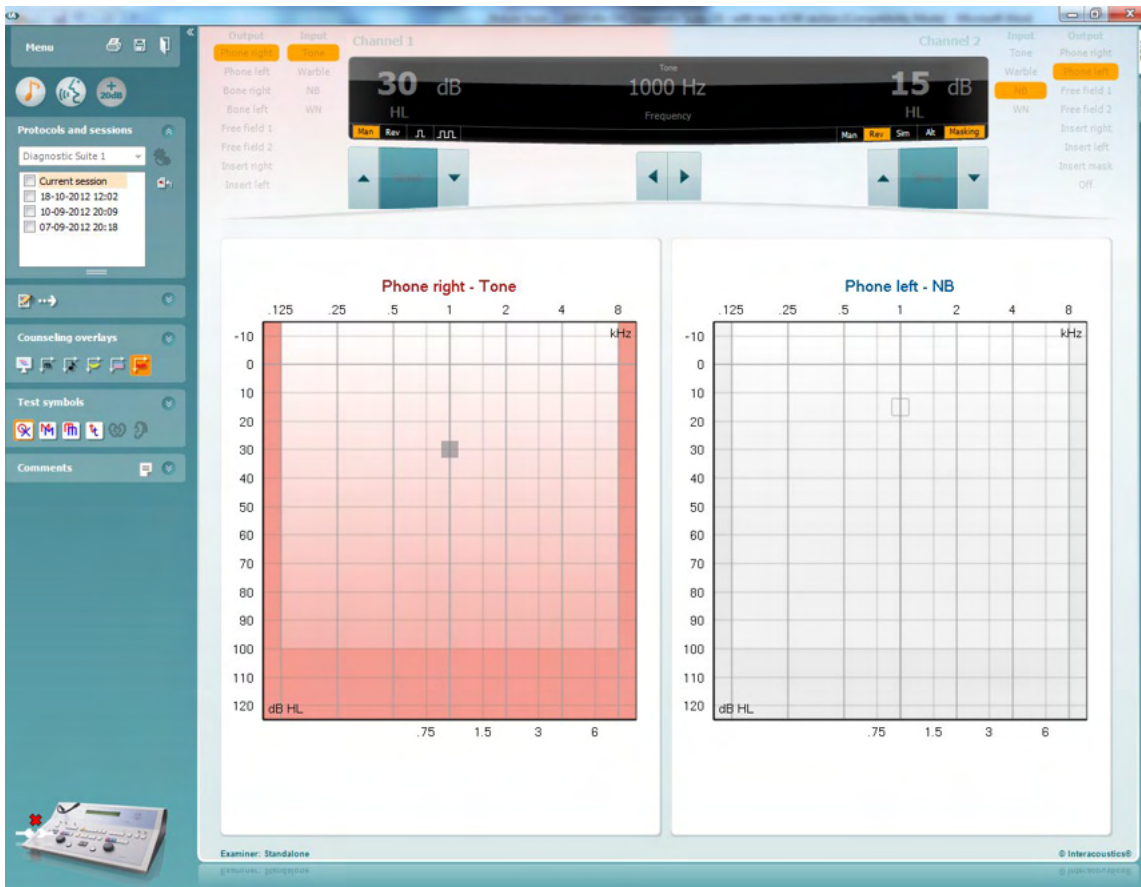 Menu
+
20dB
Protocols and sessions
Diagnostic Suite 1
Current session
18-10-2012 12:02
10-09-2012 20:09
07-09-2012 20:18
Counseling overlays
Test symbols
Comments
Output Input Channel 1
Phone right Tone
Phone left Warble
Bone right NB
Bone left WN
Free field 1
Free field 2
Insert right
Insert left
30 dB
HL
Man Rev
Tone
1000 Hz
Frequency
15 dB
HL
Man Rev Sim Alt Masking
Channel 2 Input Output
Tone Phone right
Warble Phone left
NB Free field 1
WN Free field 2
Insert right
Insert left
Insert mask
Off
Phone right - Tone
.125 .25 .5 1 2 4 8
kHz
-10
0
10
20
30
40
50
60
70
80
90
100
110
120
dB HL
.75 1.5 3 6
Phone left - NB
.125 .25 .5 1 2 4 8
kHz
-10
0
10
20
30
40
50
60
70
80
90
100
110
120
dB HL
.75 1.5 3 6
Examiner: Standalone
© Interacoustics®